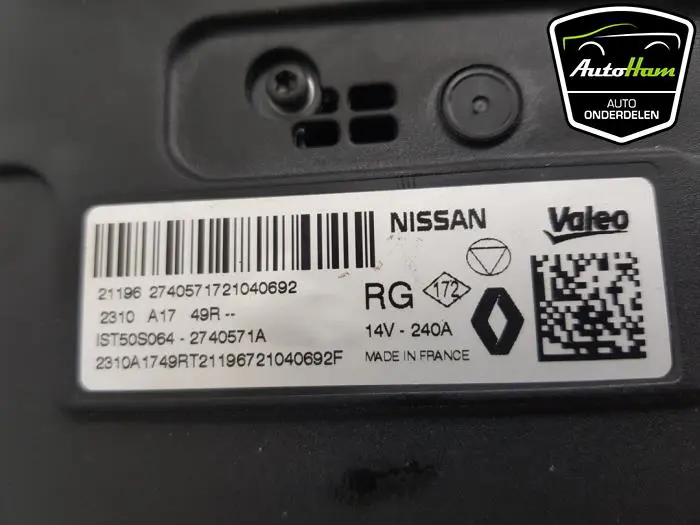 AutoHam
AUTO
ONDERDELEN
NISSAN
Valeo
21196 2740571721040692
2310 A17 49R --
RG
172
IST50S064 - 2740571A
14V - 240A
2310A1749RT21196721040692F
MADE IN FRANCE